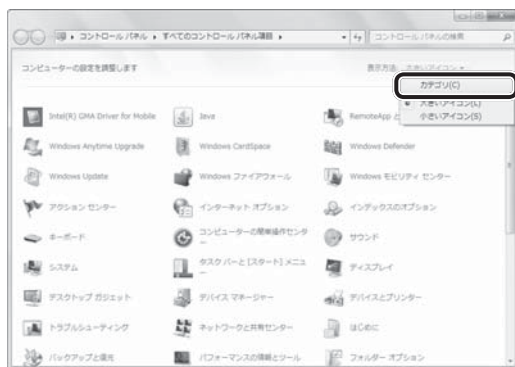 コントロール パネル ▸ すべてのコントロール パネル項目 ▸
コントロール パネルの検索
コンピューターの設定を調整します
表示方法: 大きいアイコン
カテゴリ(C)
大きいアイコン(L)
小さいアイコン(S)
Intel(R) GMA Driver for Mobile
Java
RemoteApp と
Windows Anytime Upgrade
Windows CardSpace
Windows Defender
Windows Update
Windows ファイアウォール
Windows モビリティ センター
アクション センター
インターネット オプション
インデックスのオプション
キーボード
コンピューターの簡単操作センタ
ー
サウンド
システム
タスク バーと [スタート] メニュ
ー
ディスプレイ
デスクトップ ガジェット
デバイス マネージャー
デバイスとプリンター
トラブルシューティング
ネットワークと共有センター
はじめに
バックアップと復元
パフォーマンスの情報とツール
フォルダー オプション